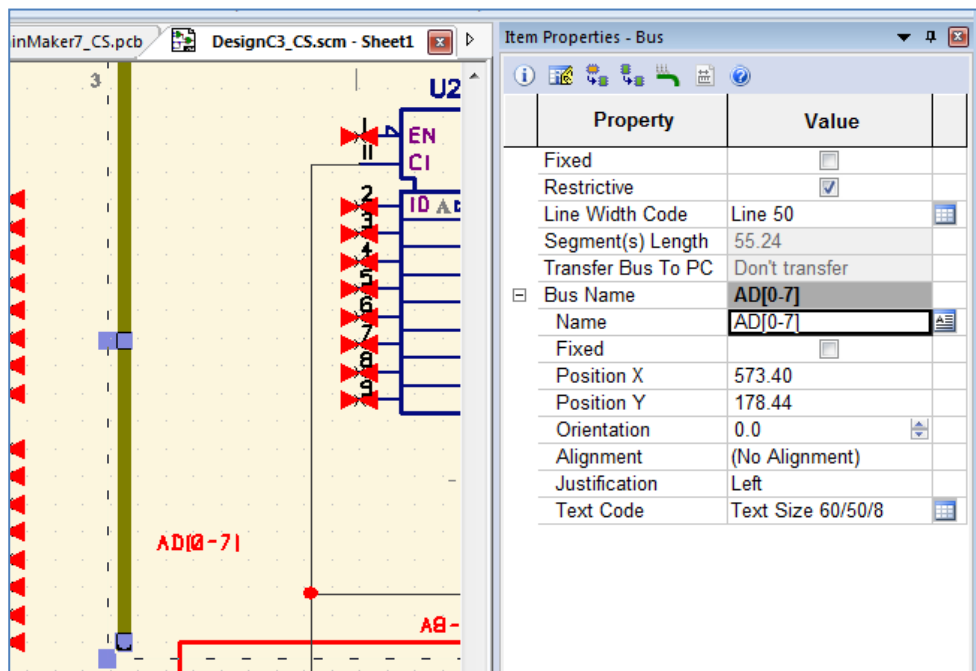 inMaker7_CS.pcb
DesignC3_CS.scm - Sheet1
3
U2
1
EN
11
CI
2
1D
3
4
5
6
7
8
9
AD[0-7]
A8-
Item Properties - Bus
Property Value
Fixed
Restrictive
Line Width Code Line 50
Segment(s) Length 55.24
Transfer Bus To PC Don't transfer
Bus Name AD[0-7]
Name AD[0-7]
Fixed
Position X 573.40
Position Y 178.44
Orientation 0.0
Alignment (No Alignment)
Justification Left
Text Code Text Size 60/50/8